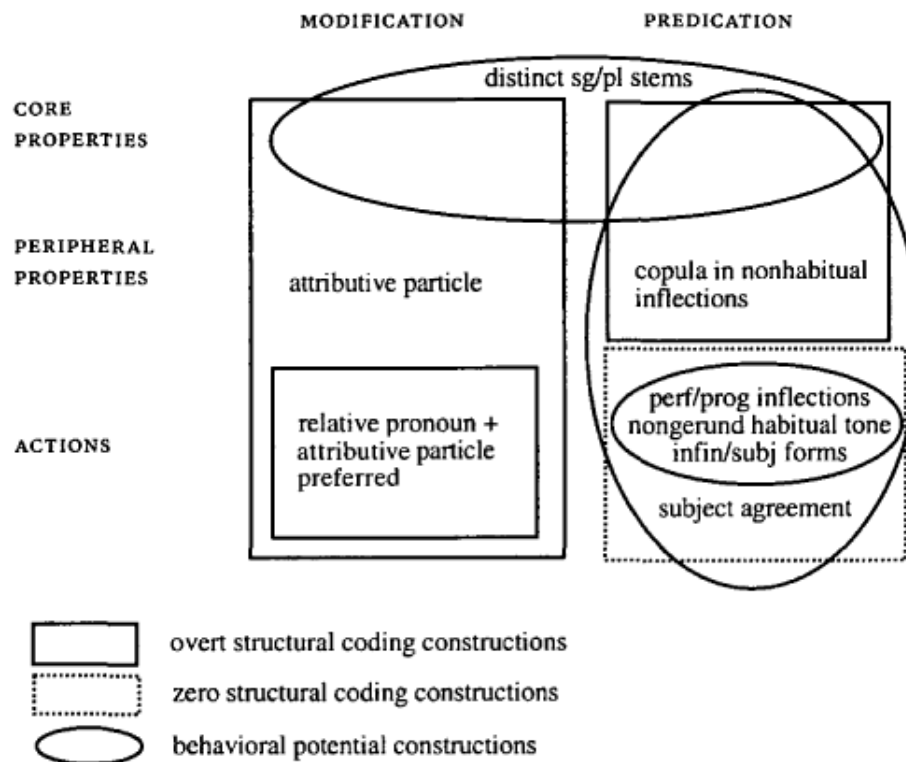 MODIFICATION PREDICATION
distinct sg/pl stems
CORE
PROPERTIES
PERIPHERAL
PROPERTIES
attributive particle
copula in nonhabitual
inflections
ACTIONS
relative pronoun +
attributive particle
preferred
perf/prog inflections
nongerund habitual tone
infin/subj forms
subject agreement
overt structural coding constructions
zero structural coding constructions
behavioral potential constructions